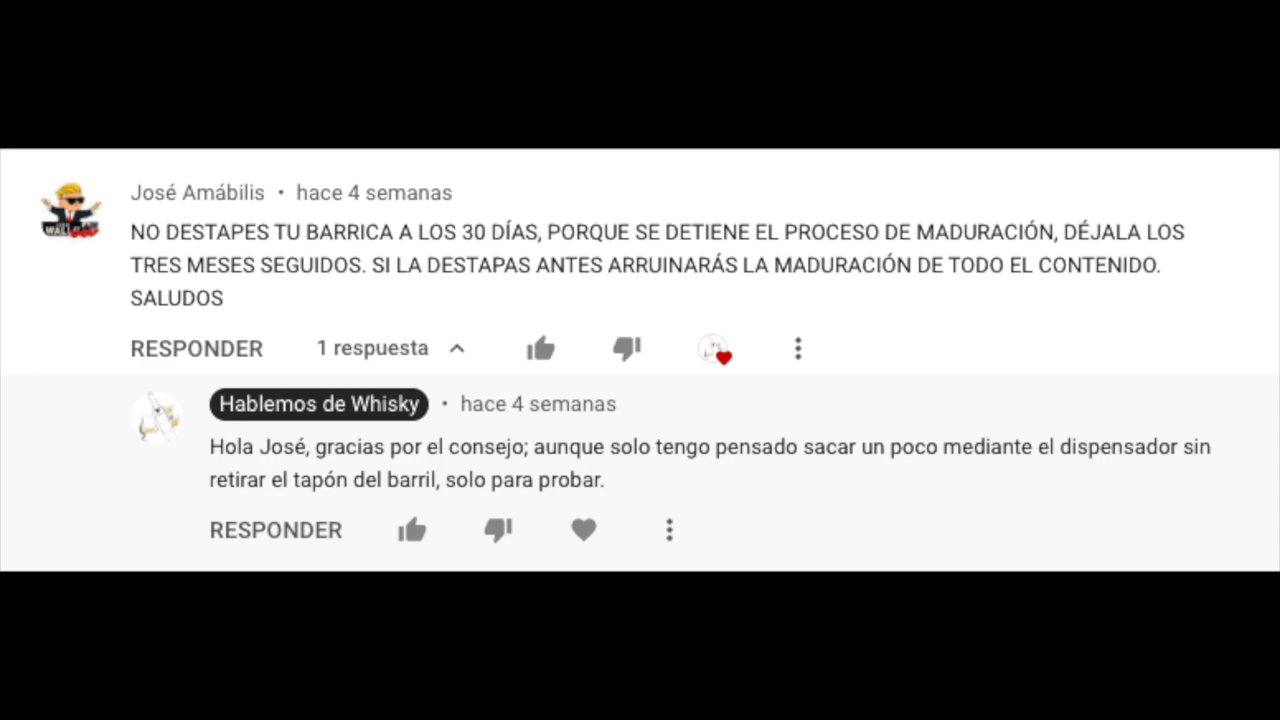 José Amábilis • hace 4 semanas
NO DESTAPES TU BARRICA A LOS 30 DÍAS, PORQUE SE DETIENE EL PROCESO DE MADURACIÓN, DÉJALA LOS
TRES MESES SEGUIDOS. SI LA DESTAPAS ANTES ARRUINARÁS LA MADURACIÓN DE TODO EL CONTENIDO.
SALUDOS
RESPONDER 1 respuesta
Hablemos de Whisky • hace 4 semanas
Hola José, gracias por el consejo; aunque solo tengo pensado sacar un poco mediante el dispensador sin
retirar el tapón del barril, solo para probar.
RESPONDER